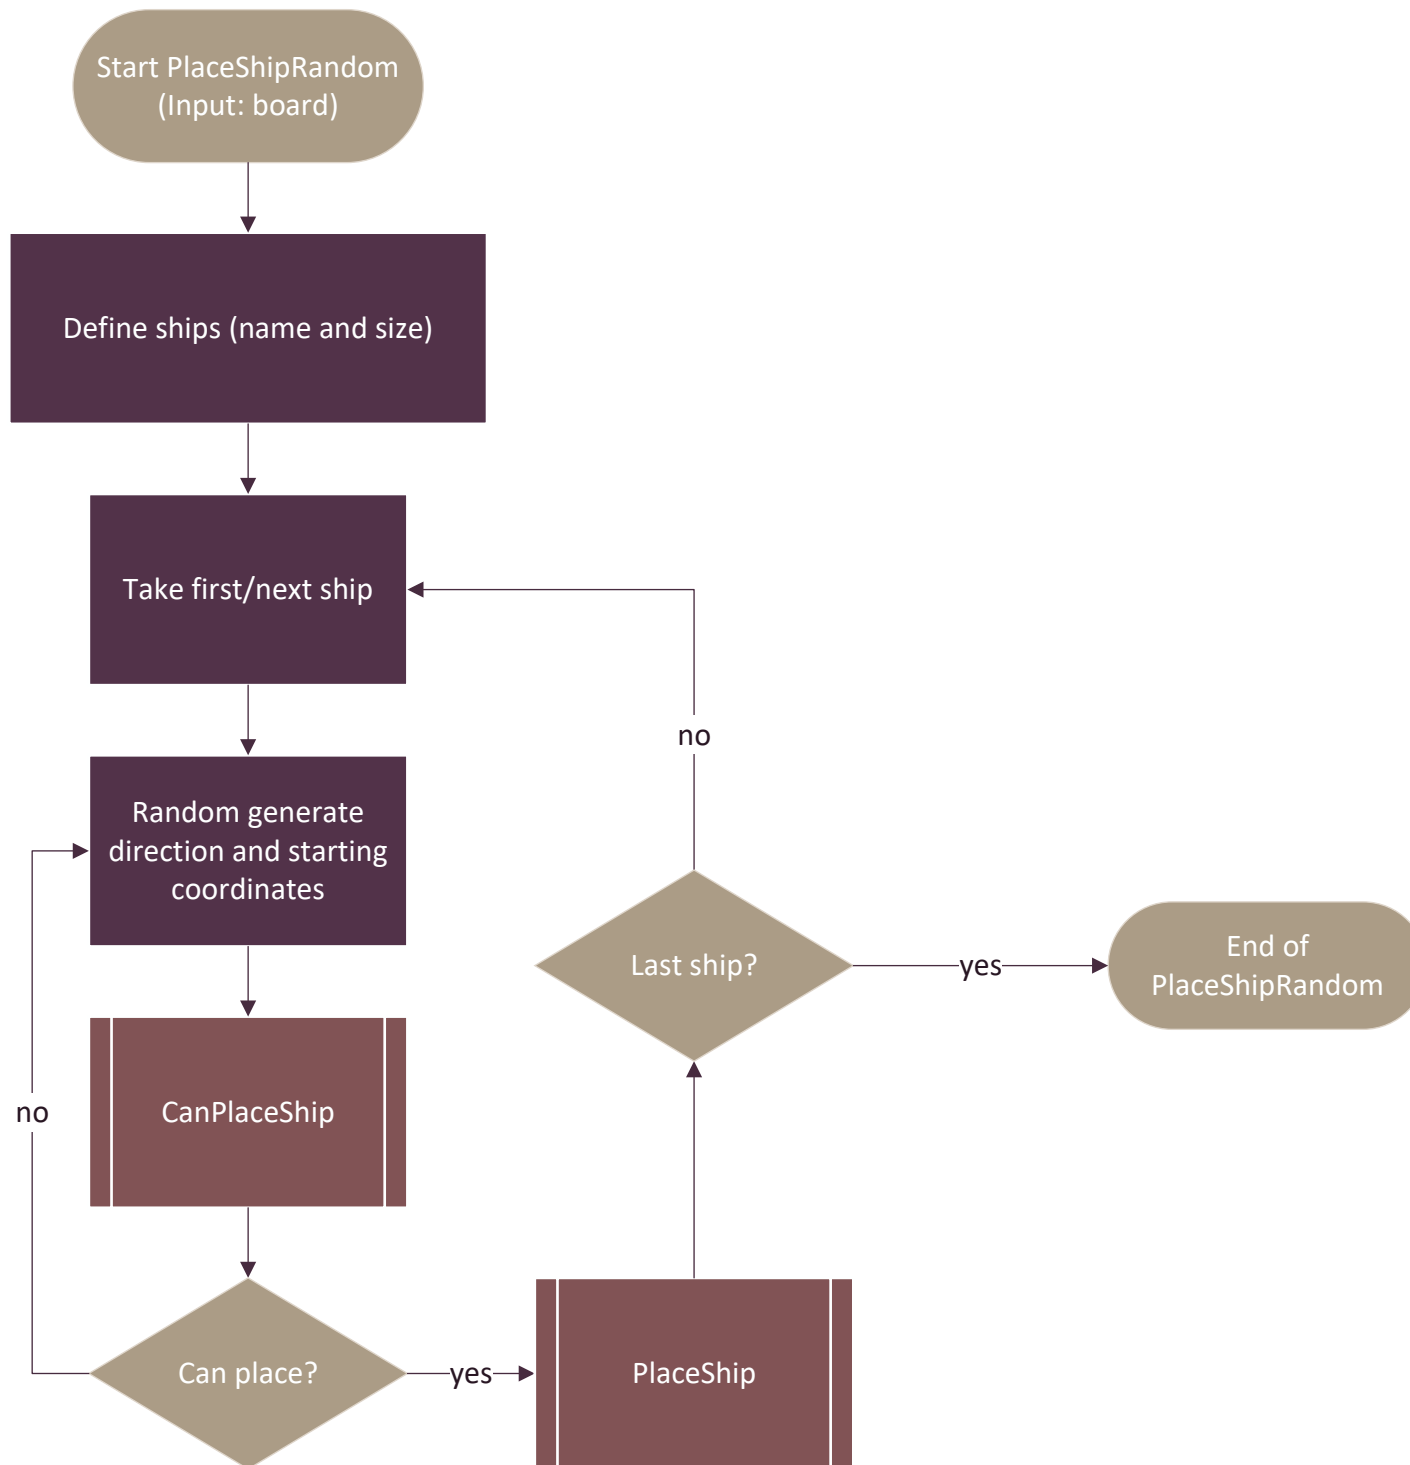 Start PlaceShipRandom
(Input: board)
Define ships (name and size)
Take first/next ship
no
Random generate
direction and starting
coordinates
Last ship?
yes
End of
PlaceShipRandom
CanPlaceShip
no
Can place?
yes
PlaceShip